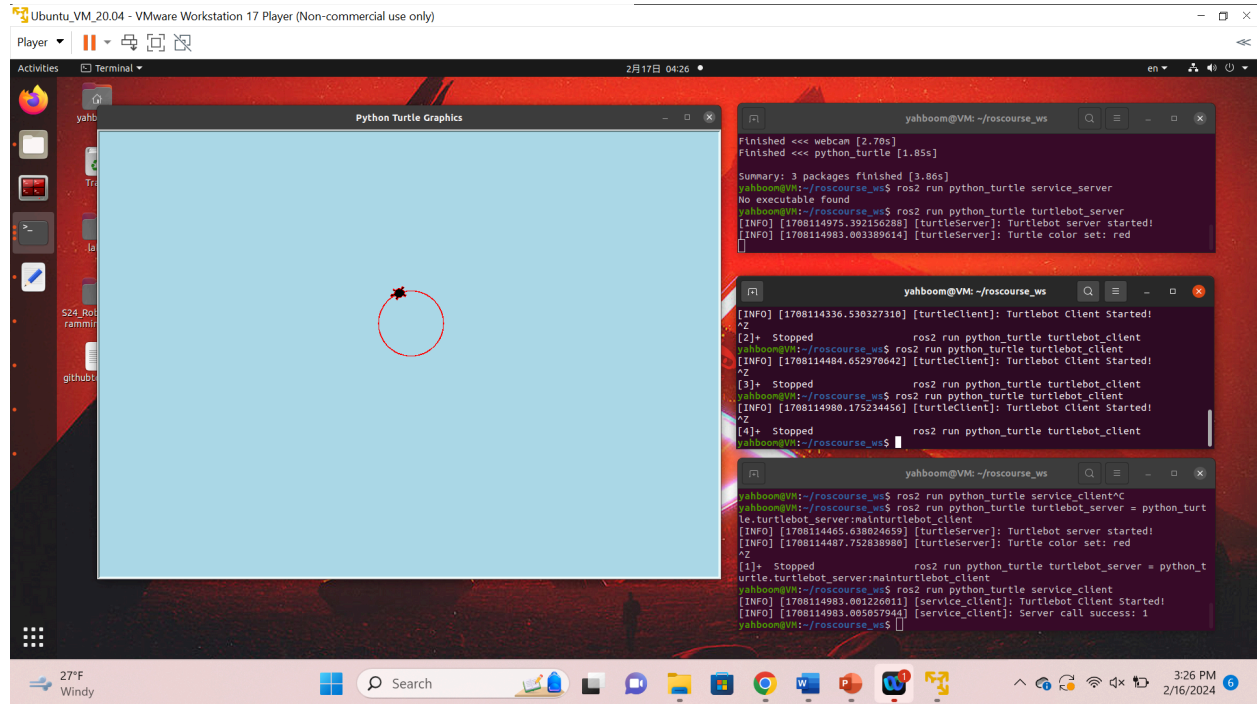 Ubuntu_VM_20.04 - VMware Workstation 17 Player (Non-commercial use only)
Player
Activities
Terminal
2月17日 04:26
en
yahb
Tra
.la
S24_Rob
rammin
githubt
Python Turtle Graphics
yahboom@VM: ~/roscourse_ws
Finished <<< webcam [2.70s]
Finished <<< python_turtle [1.85s]
Summary: 3 packages finished [3.86s]
yahboom@VM:~/roscourse_ws$ ros2 run python_turtle service_server
No executable found
yahboom@VM:~/roscourse_ws$ ros2 run python_turtle turtlebot_server
[INFO] [1708114975.392156288] [turtleServer]: Turtlebot server started!
[INFO] [1708114983.003389614] [turtleServer]: Turtle color set: red
yahboom@VM: ~/roscourse_ws
[INFO] [1708114336.530327310] [turtleClient]: Turtlebot Client Started!
^Z
[2]+  Stopped                 ros2 run python_turtle turtlebot_client
yahboom@VM:~/roscourse_ws$ ros2 run python_turtle turtlebot_client
[INFO] [1708114484.652970642] [turtleClient]: Turtlebot Client Started!
^Z
[3]+  Stopped                 ros2 run python_turtle turtlebot_client
yahboom@VM:~/roscourse_ws$ ros2 run python_turtle turtlebot_client
[INFO] [1708114980.175234456] [turtleClient]: Turtlebot Client Started!
^Z
[4]+  Stopped                 ros2 run python_turtle turtlebot_client
yahboom@VM:~/roscourse_ws$
yahboom@VM: ~/roscourse_ws
yahboom@VM:~/roscourse_ws$ ros2 run python_turtle service_client^C
yahboom@VM:~/roscourse_ws$ ros2 run python_turtle turtlebot_server = python_turt
le.turtlebot_server:mainturtlebot_client
[INFO] [1708114465.638024659] [turtleServer]: Turtlebot server started!
[INFO] [1708114487.752838980] [turtleServer]: Turtle color set: red
^Z
[1]+  Stopped                 ros2 run python_turtle turtlebot_server = python_t
urtle.turtlebot_server:mainturtlebot_client
yahboom@VM:~/roscourse_ws$ ros2 run python_turtle service_client
[INFO] [1708114983.001226011] [service_client]: Turtlebot Client Started!
[INFO] [1708114983.005057944] [service_client]: Server call success: 1
yahboom@VM:~/roscourse_ws$
27°F
Windy
Search
1
3:26 PM
2/16/2024
6